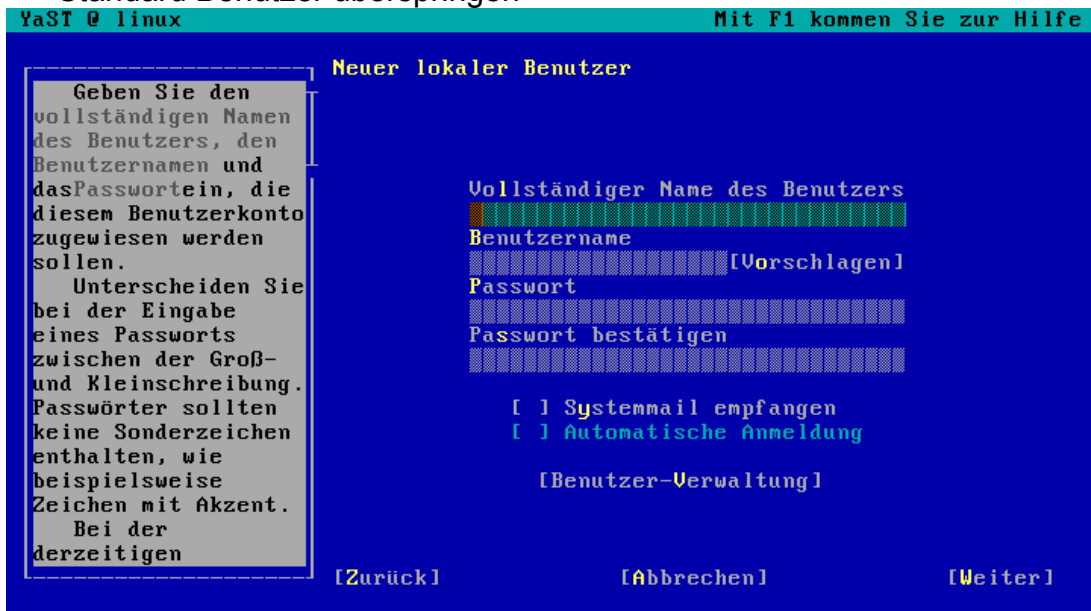 Standard Benutzer überspringen
YaST @ linux Mit F1 kommen Sie zur Hilfe
Neuer lokaler Benutzer
Geben Sie den
vollständigen Namen
des Benutzers, den
Benutzernamen und
dasPasswortein, die
diesem Benutzerkonto
zugewiesen werden
sollen.
Unterscheiden Sie
bei der Eingabe
eines Passworts
zwischen der Groß-
und Kleinschreibung.
Passwörter sollten
keine Sonderzeichen
enthalten, wie
beispielsweise
Zeichen mit Akzent.
Bei der
derzeitigen
Vollständiger Name des Benutzers
Benutzername
[Vorschlagen]
Passwort
Passwort bestätigen
[ ] Systemmail empfangen
[ ] Automatische Anmeldung
[Benutzer-Verwaltung]
[Zurück] [Abbrechen] [Weiter]